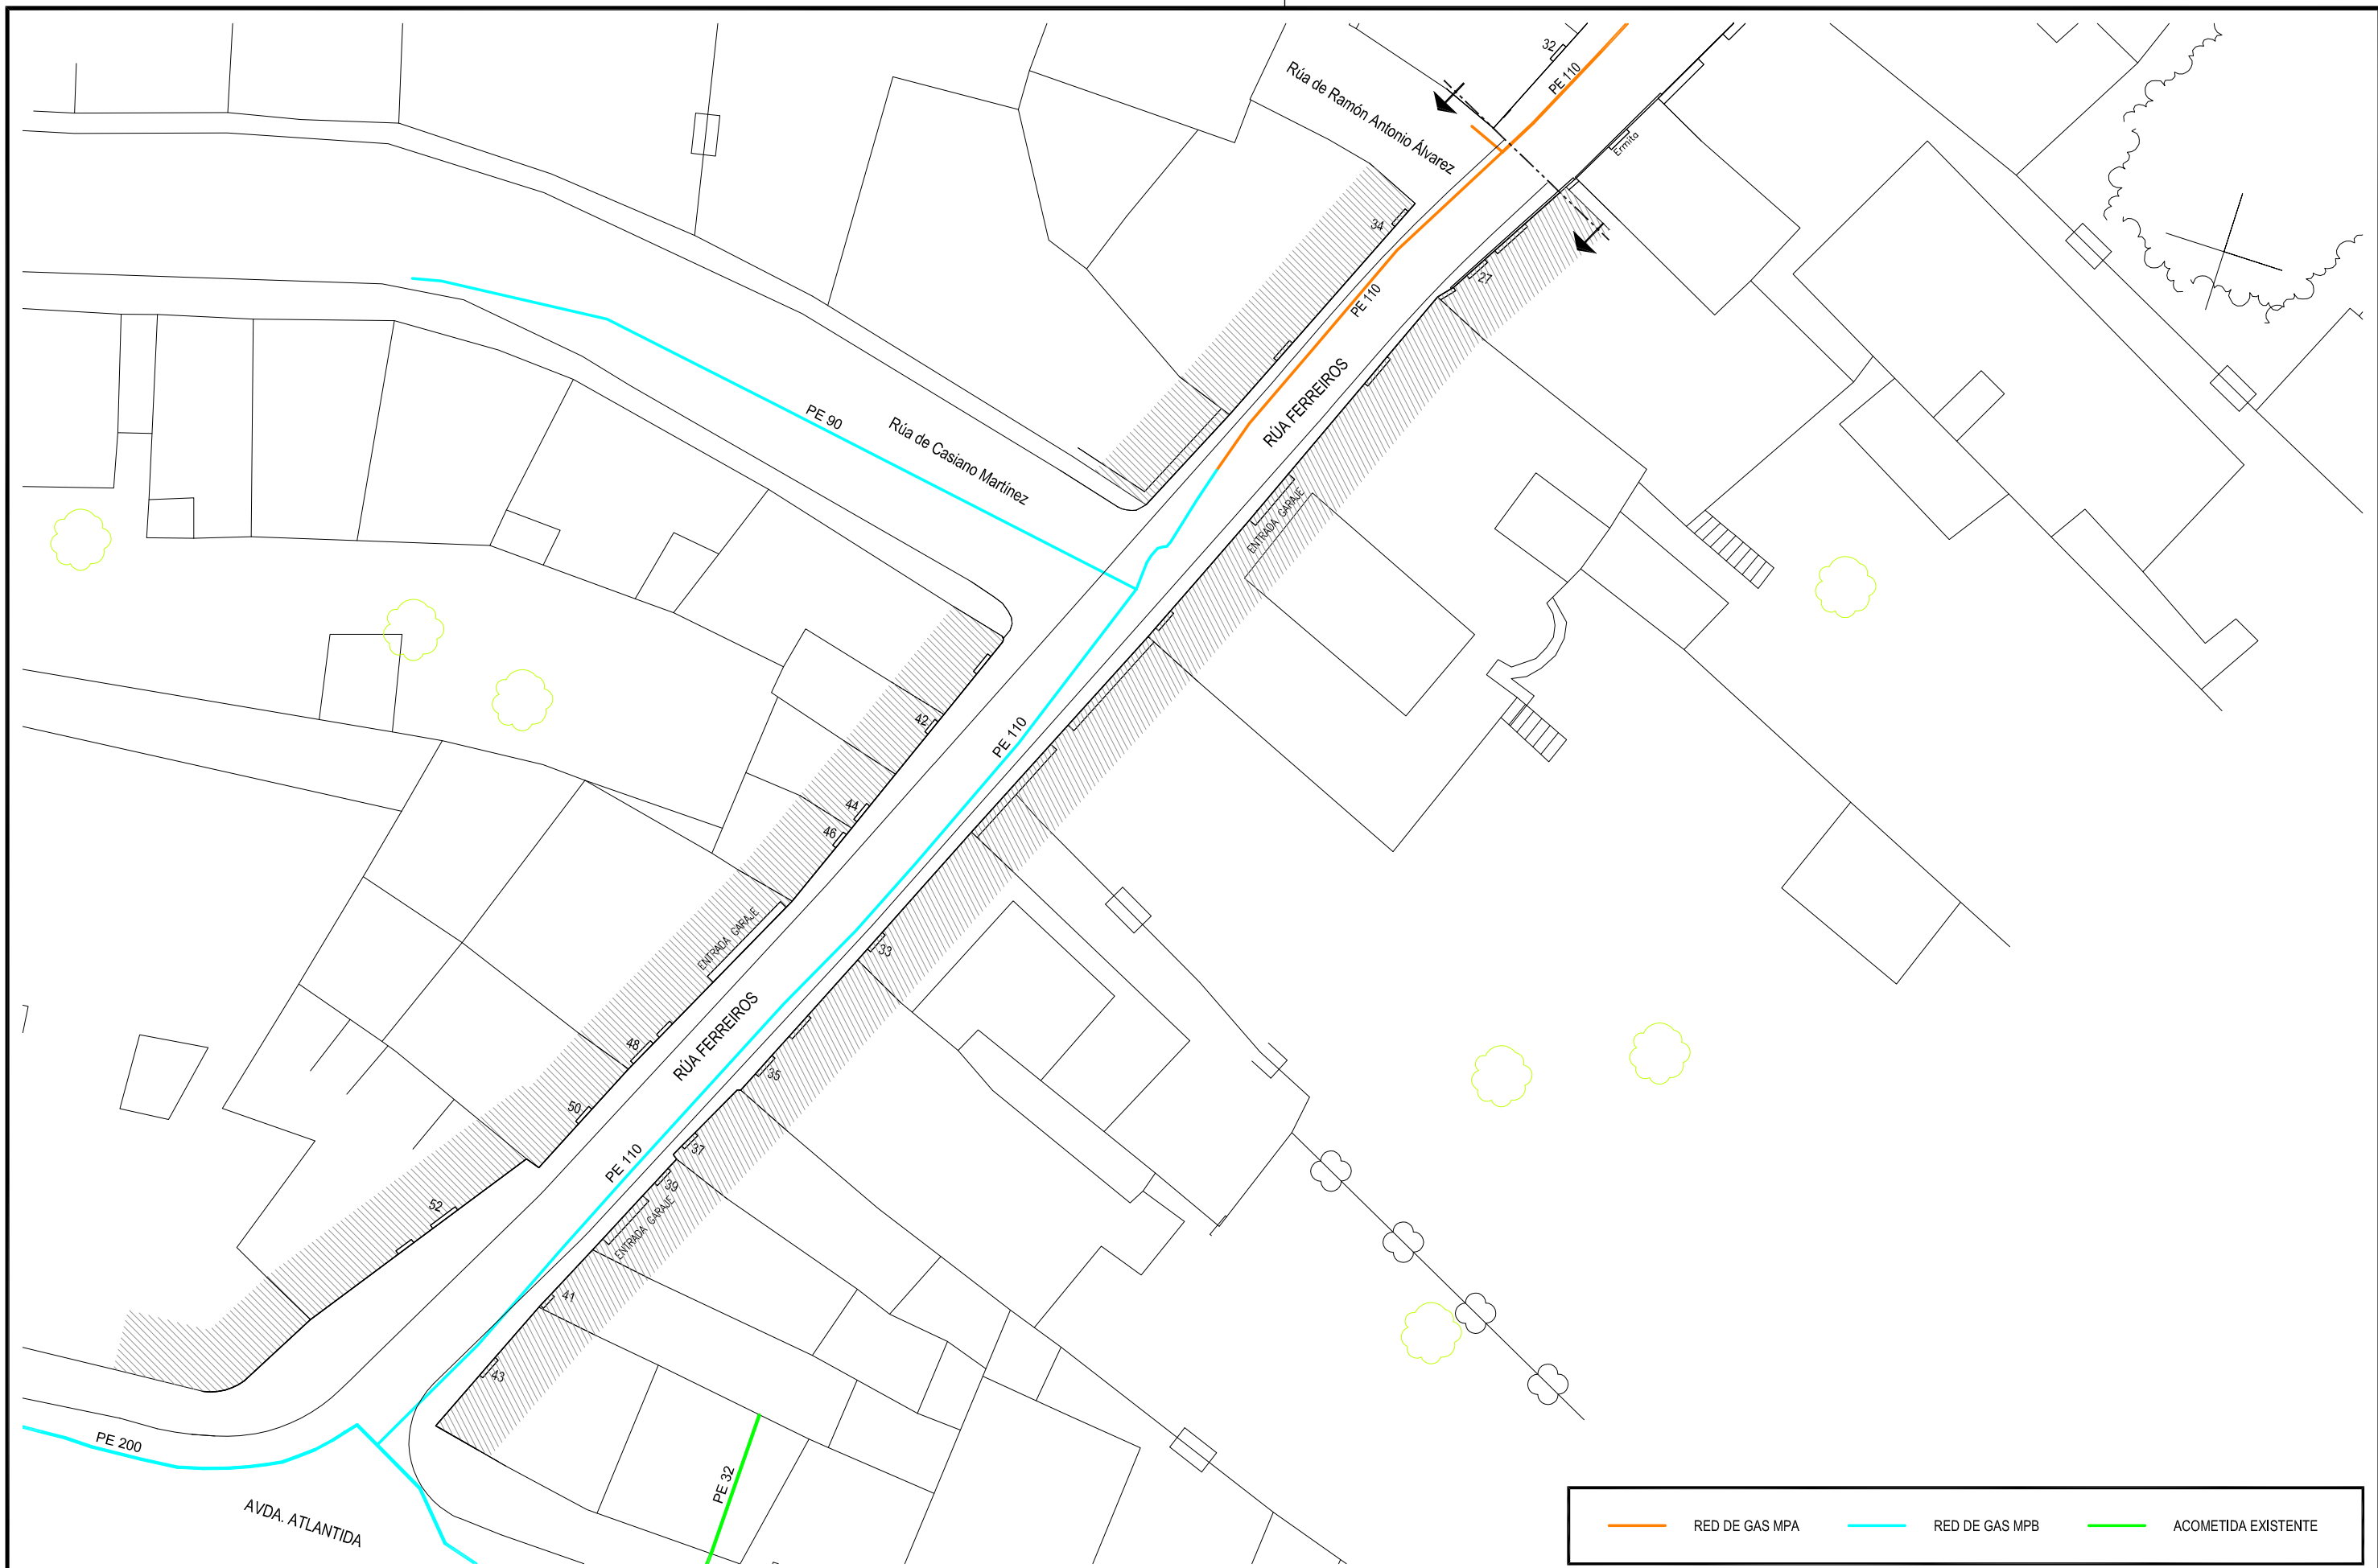 32
PE 110
Rúa de Ramón Antonio Álvarez
Ermita
34
27
PE 110
RÚA FERREIROS
PE 90
Rúa de Casiano Martínez
ENTRADA GARAJE
42
PE 110
44
46
ENTRADA GARAJE
33
RÚA FERREIROS
48
35
50
37
PE 110
39
52
ENTRADA GARAJE
41
43
PE 200
PE 32
AVDA. ATLANTIDA
RED DE GAS MPA
RED DE GAS MPB
ACOMETIDA EXISTENTE